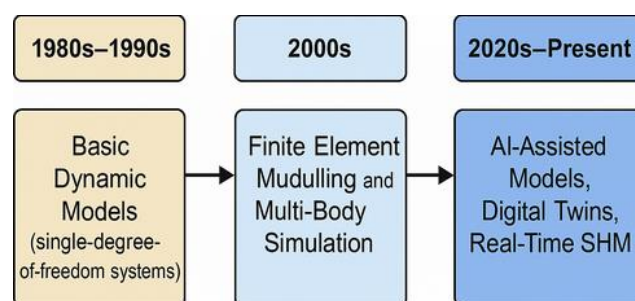 1980s–1990s
2000s
2020s–Present
Basic
Dynamic
Models
(single-degree-
of-freedom systems)
Finite Element
Mudulling and
Multi-Body
Simulation
AI-Assisted
Models,
Digital Twins,
Real-Time SHM